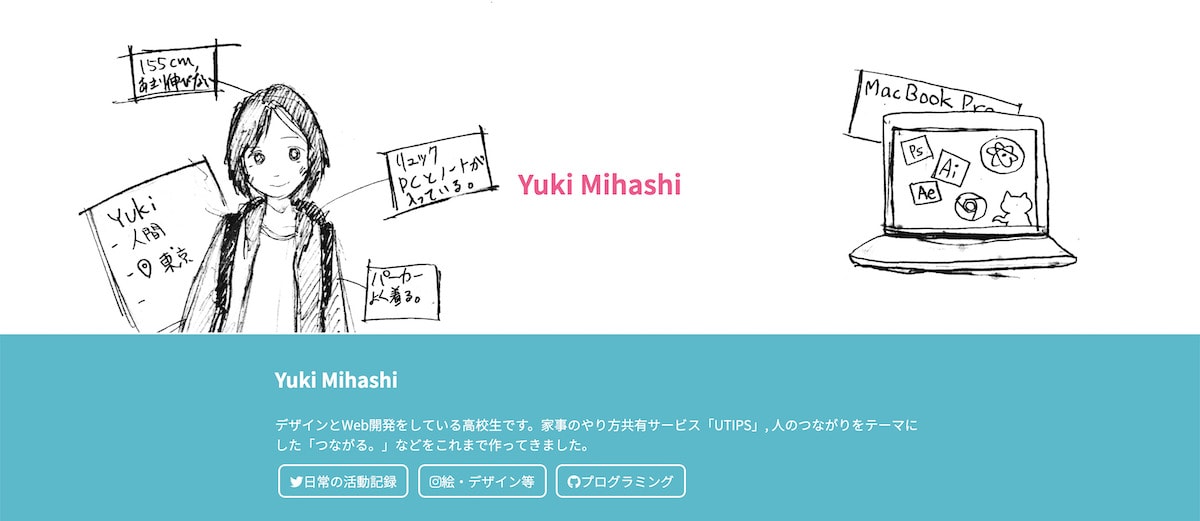 155cm,
あまり伸びない
Yuki
- 人間
- 東京
-
リュック
PCとノートが
入っている。
パーカー
よく着る。
Yuki Mihashi
MacBook Pro
Ps
Ai
Ae
Yuki Mihashi
デザインとWeb開発をしている高校生です。家事のやり方共有サービス「UTIPS」, 人のつながりをテーマに
した「つながる。」などをこれまで作ってきました。
日常の活動記録
絵・デザイン等
プログラミング